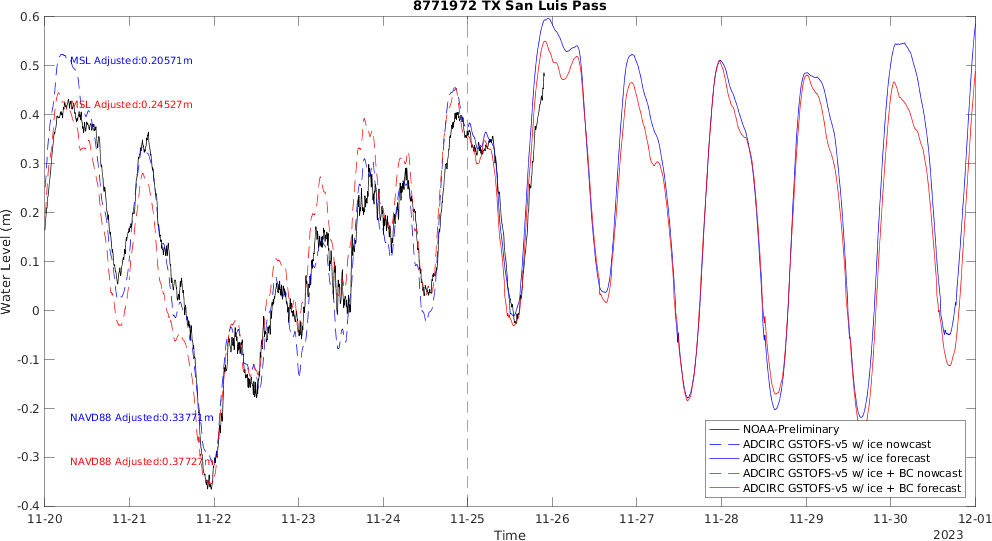 8771972 TX San Luis Pass
0.6
0.5
0.4
0.3
0.2
0.1
0
-0.1
-0.2
-0.3
-0.4
Water Level (m)
MSL Adjusted:0.20571m
MSL Adjusted:0.24527m
NAVD88 Adjusted:0.33771m
NAVD88 Adjusted:0.37727m
NOAA-Preliminary
ADCIRC GSTOFS-v5 w/ ice nowcast
ADCIRC GSTOFS-v5 w/ ice forecast
ADCIRC GSTOFS-v5 w/ ice + BC nowcast
ADCIRC GSTOFS-v5 w/ ice + BC forecast
11-20 11-21 11-22 11-23 11-24 11-25 11-26 11-27 11-28 11-29 11-30 12-01
Time
2023